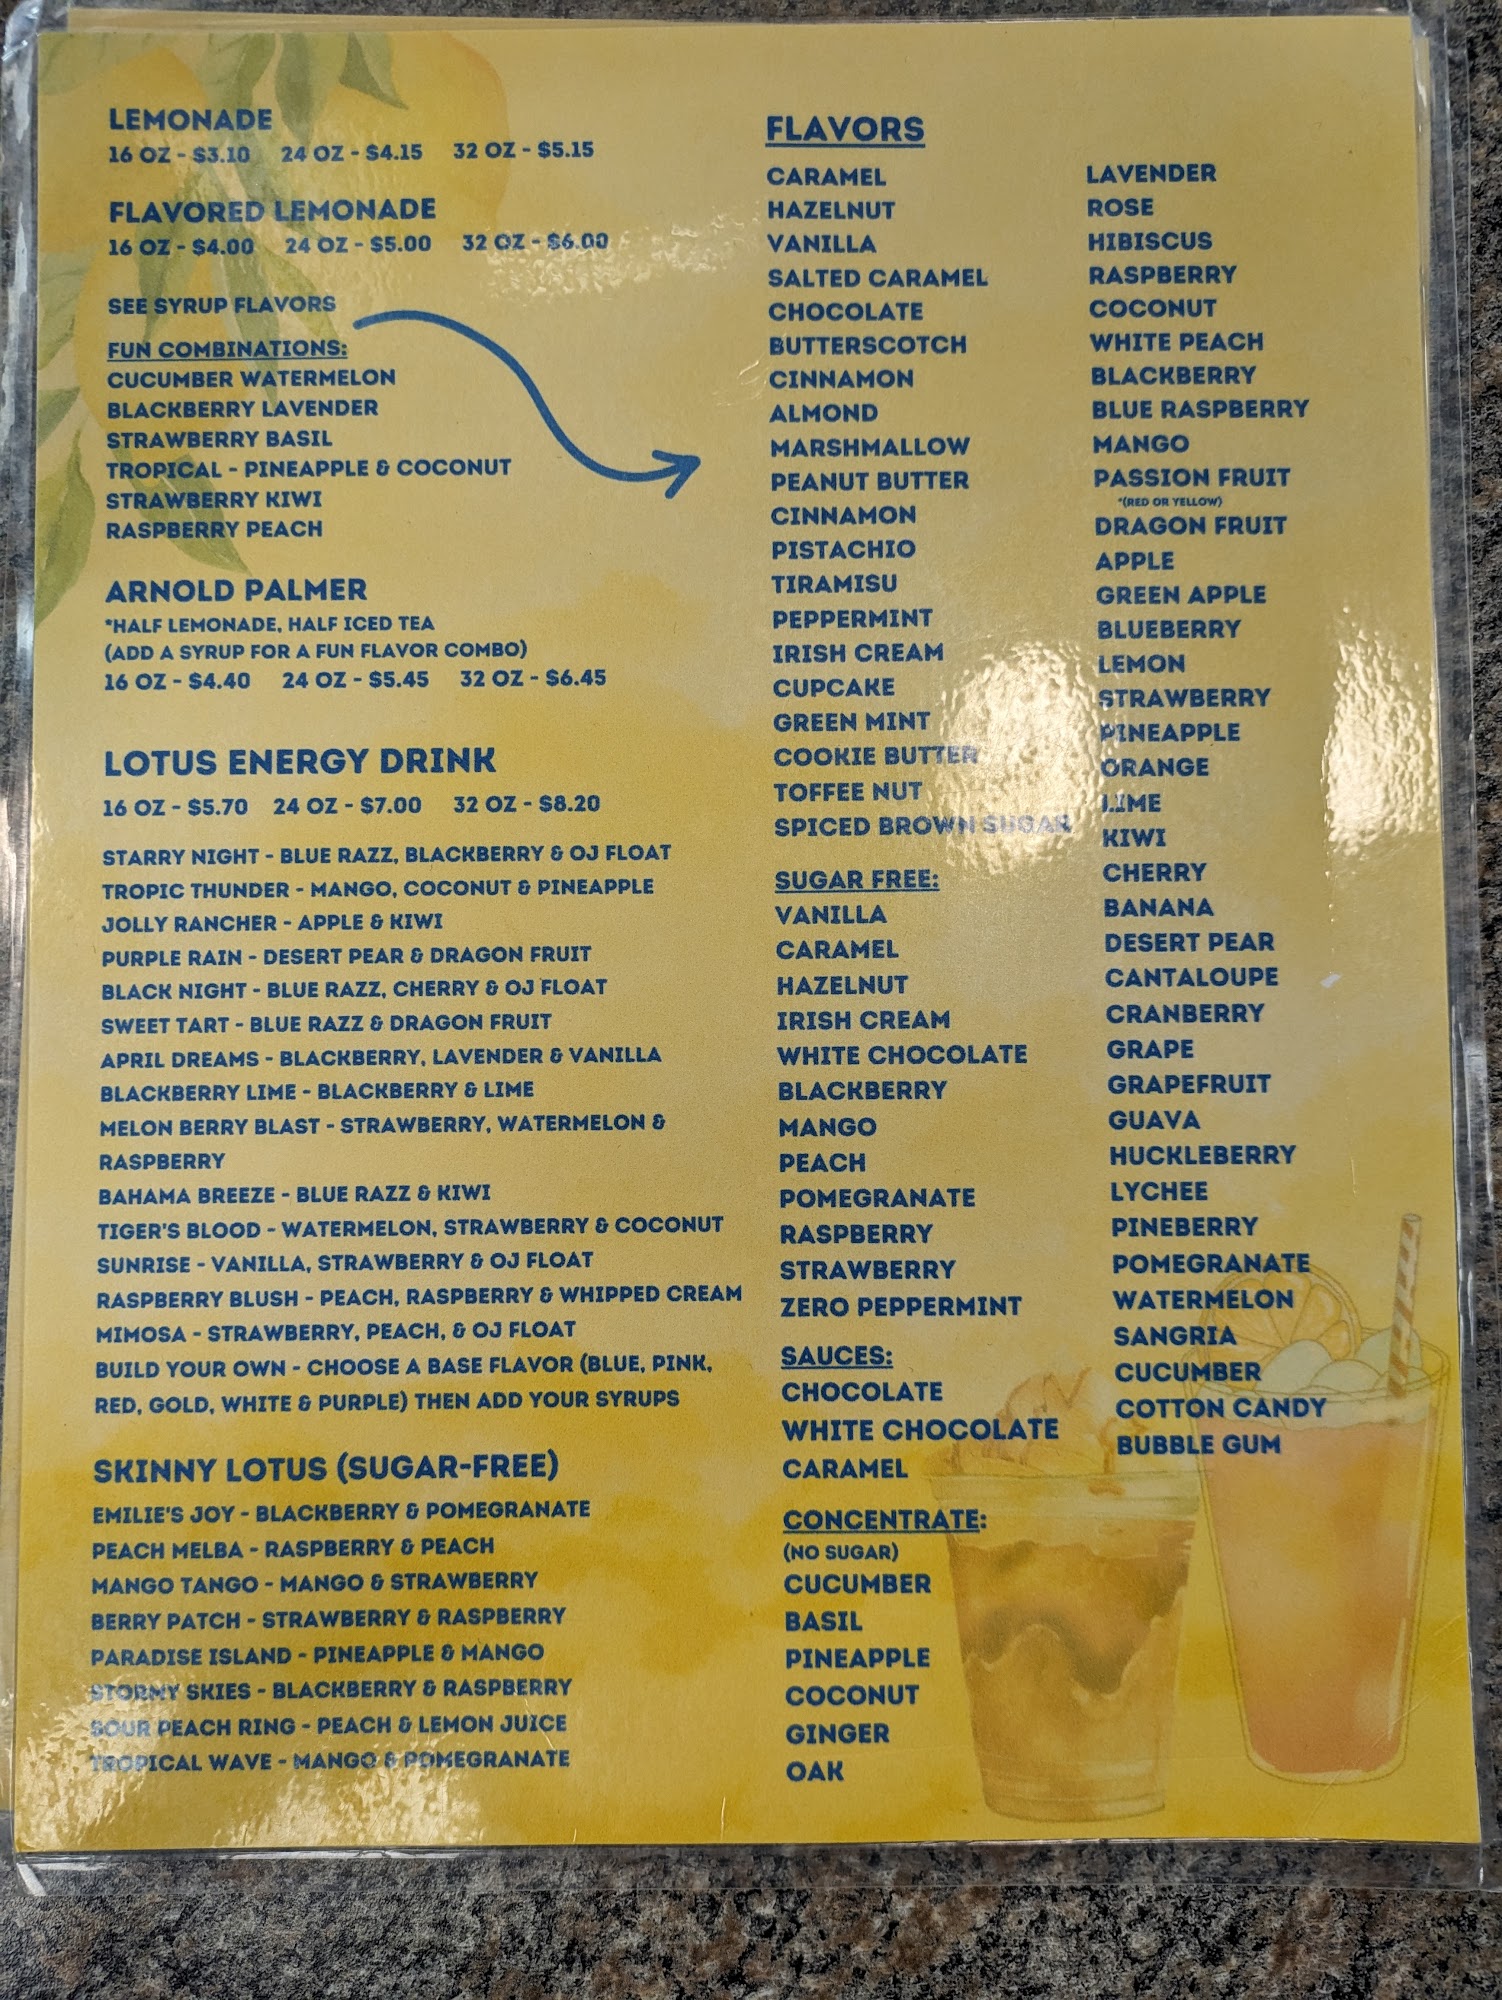 LEMONADE
16 OZ - $3.10 24 OZ - $4.15 32 OZ - $5.15
FLAVORED LEMONADE
16 OZ - $4.00 24 OZ - $5.00 32 OZ - $6.00
SEE SYRUP FLAVORS
FUN COMBINATIONS:
CUCUMBER WATERMELON
BLACKBERRY LAVENDER
STRAWBERRY BASIL
TROPICAL - PINEAPPLE & COCONUT
STRAWBERRY KIWI
RASPBERRY PEACH
ARNOLD PALMER
*HALF LEMONADE, HALF ICED TEA
(ADD A SYRUP FOR A FUN FLAVOR COMBO)
16 OZ - $4.40 24 OZ - $5.45 32 OZ - $6.45
LOTUS ENERGY DRINK
16 OZ - $5.70 24 OZ - $7.00 32 OZ - $8.20
STARRY NIGHT - BLUE RAZZ, BLACKBERRY & OJ FLOAT
TROPIC THUNDER - MANGO, COCONUT & PINEAPPLE
JOLLY RANCHER - APPLE & KIWI
PURPLE RAIN - DESERT PEAR & DRAGON FRUIT
BLACK NIGHT - BLUE RAZZ, CHERRY & OJ FLOAT
SWEET TART - BLUE RAZZ & DRAGON FRUIT
APRIL DREAMS - BLACKBERRY, LAVENDER & VANILLA
BLACKBERRY LIME - BLACKBERRY & LIME
MELON BERRY BLAST - STRAWBERRY, WATERMELON &
RASPBERRY
BAHAMA BREEZE - BLUE RAZZ & KIWI
TIGER'S BLOOD - WATERMELON, STRAWBERRY & COCONUT
SUNRISE - VANILLA, STRAWBERRY & OJ FLOAT
RASPBERRY BLUSH - PEACH, RASPBERRY & WHIPPED CREAM
MIMOSA - STRAWBERRY, PEACH, & OJ FLOAT
BUILD YOUR OWN - CHOOSE A BASE FLAVOR (BLUE, PINK,
RED, GOLD, WHITE & PURPLE) THEN ADD YOUR SYRUPS
SKINNY LOTUS (SUGAR-FREE)
EMILIE'S JOY - BLACKBERRY & POMEGRANATE
PEACH MELBA - RASPBERRY & PEACH
MANGO TANGO - MANGO & STRAWBERRY
BERRY PATCH - STRAWBERRY & RASPBERRY
PARADISE ISLAND - PINEAPPLE & MANGO
STORMY SKIES - BLACKBERRY & RASPBERRY
SOUR PEACH RING - PEACH & LEMON JUICE
TROPICAL WAVE - MANGO & POMEGRANATE
FLAVORS
CARAMEL
HAZELNUT
VANILLA
SALTED CARAMEL
CHOCOLATE
BUTTERSCOTCH
CINNAMON
ALMOND
MARSHMALLOW
PEANUT BUTTER
CINNAMON
PISTACHIO
TIRAMISU
PEPPERMINT
IRISH CREAM
CUPCAKE
GREEN MINT
COOKIE BUTTER
TOFFEE NUT
SPICED BROWN SUGAR
SUGAR FREE:
VANILLA
CARAMEL
HAZELNUT
IRISH CREAM
WHITE CHOCOLATE
BLACKBERRY
MANGO
PEACH
POMEGRANATE
RASPBERRY
STRAWBERRY
ZERO PEPPERMINT
SAUCES:
CHOCOLATE
WHITE CHOCOLATE
CARAMEL
CONCENTRATE:
(NO SUGAR)
CUCUMBER
BASIL
PINEAPPLE
COCONUT
GINGER
OAK
LAVENDER
ROSE
HIBISCUS
RASPBERRY
COCONUT
WHITE PEACH
BLACKBERRY
BLUE RASPBERRY
MANGO
PASSION FRUIT
*(RED OR YELLOW)
DRAGON FRUIT
APPLE
GREEN APPLE
BLUEBERRY
LEMON
STRAWBERRY
PINEAPPLE
ORANGE
LIME
KIWI
CHERRY
BANANA
DESERT PEAR
CANTALOUPE
CRANBERRY
GRAPE
GRAPEFRUIT
GUAVA
HUCKLEBERRY
LYCHEE
PINEBERRY
POMEGRANATE
WATERMELON
SANGRIA
CUCUMBER
COTTON CANDY
BUBBLE GUM